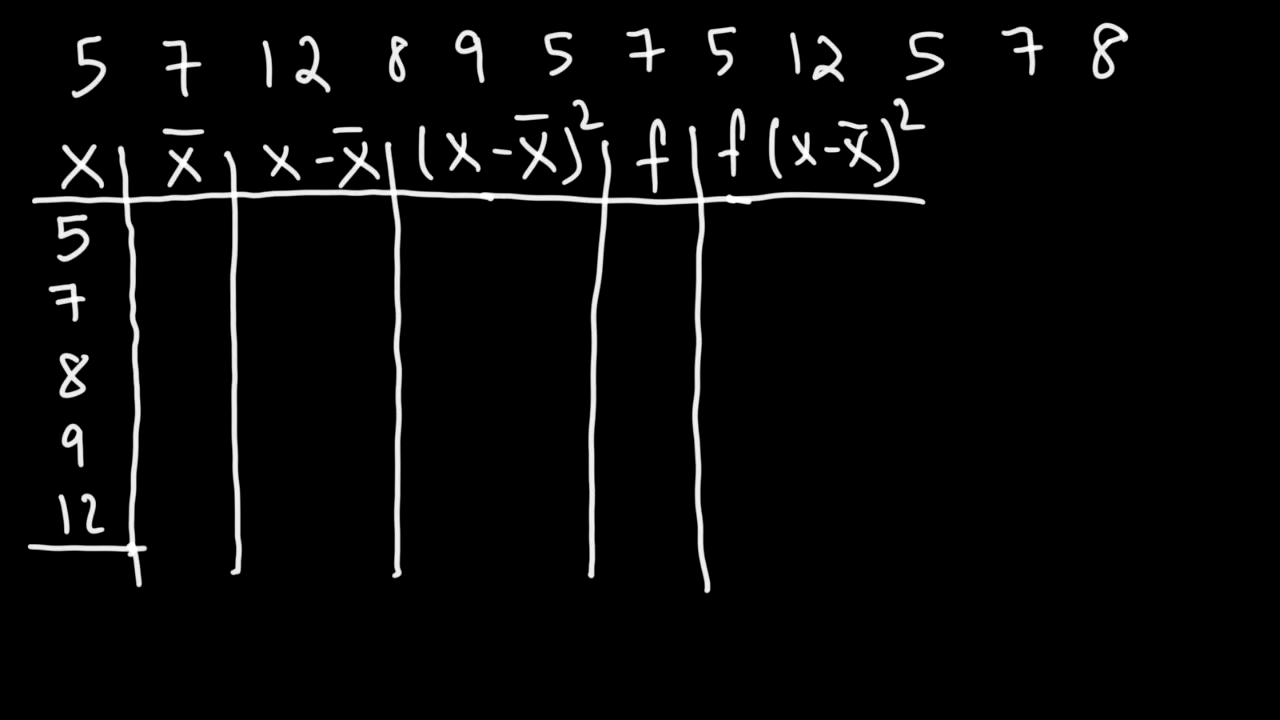 5 7 12 8 9 5 7 5 12 5 7 8
x x̅ x-x̅ (x-x̅)² f f(x-x̅)²
5
7
8
9
12